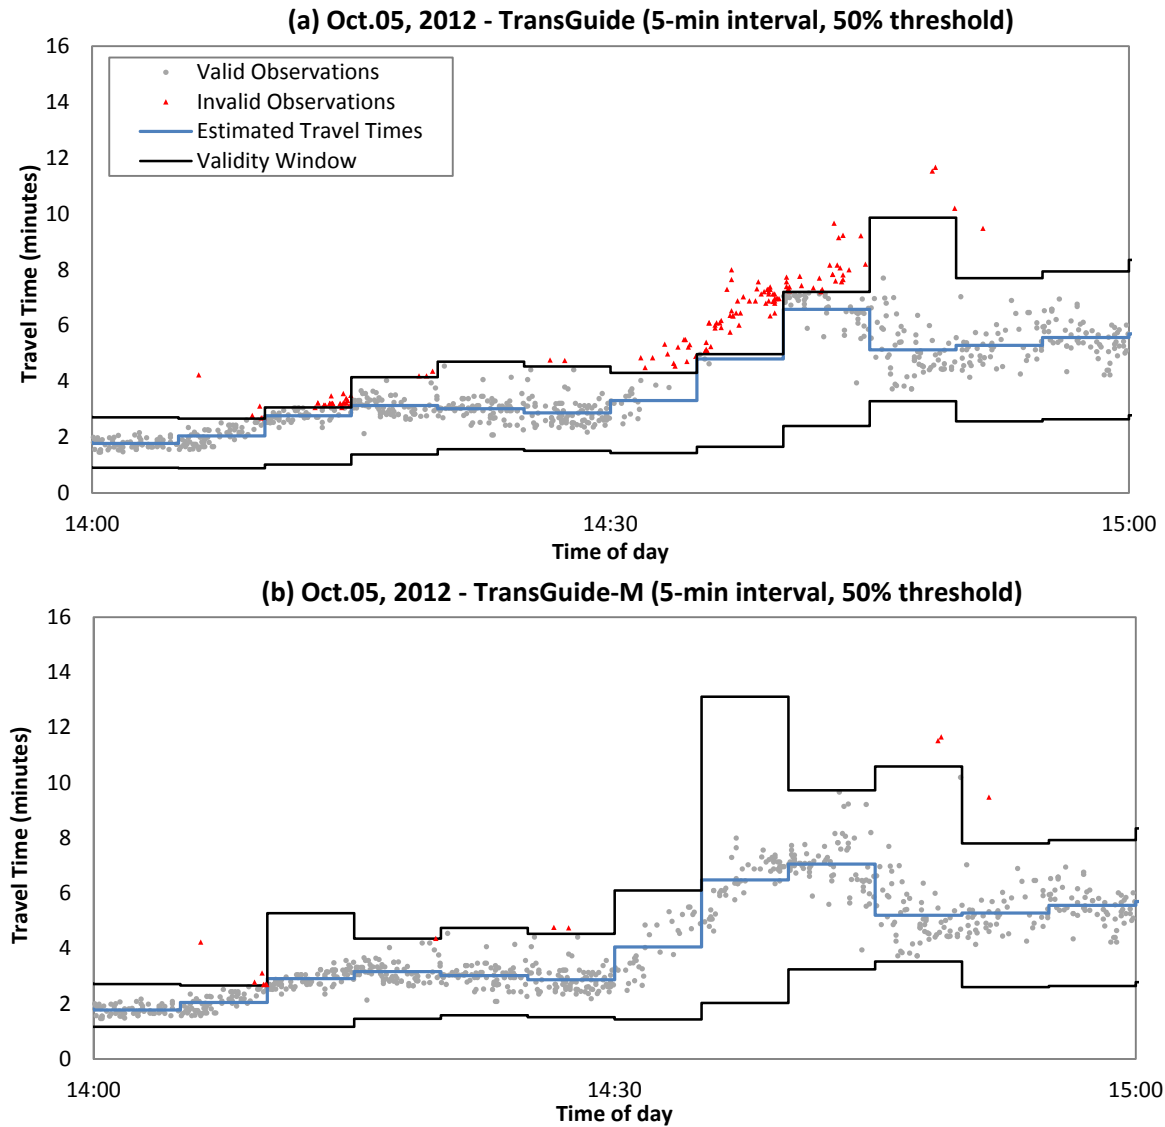 (a) Oct.05, 2012 - TransGuide (5-min interval, 50% threshold)
16
14
12
10
8
6
4
2
0
Travel Time (minutes)
Valid Observations
Invalid Observations
Estimated Travel Times
Validity Window
14:00
14:30
15:00
Time of day
(b) Oct.05, 2012 - TransGuide-M (5-min interval, 50% threshold)
16
14
12
10
8
6
4
2
0
Travel Time (minutes)
14:00
14:30
15:00
Time of day